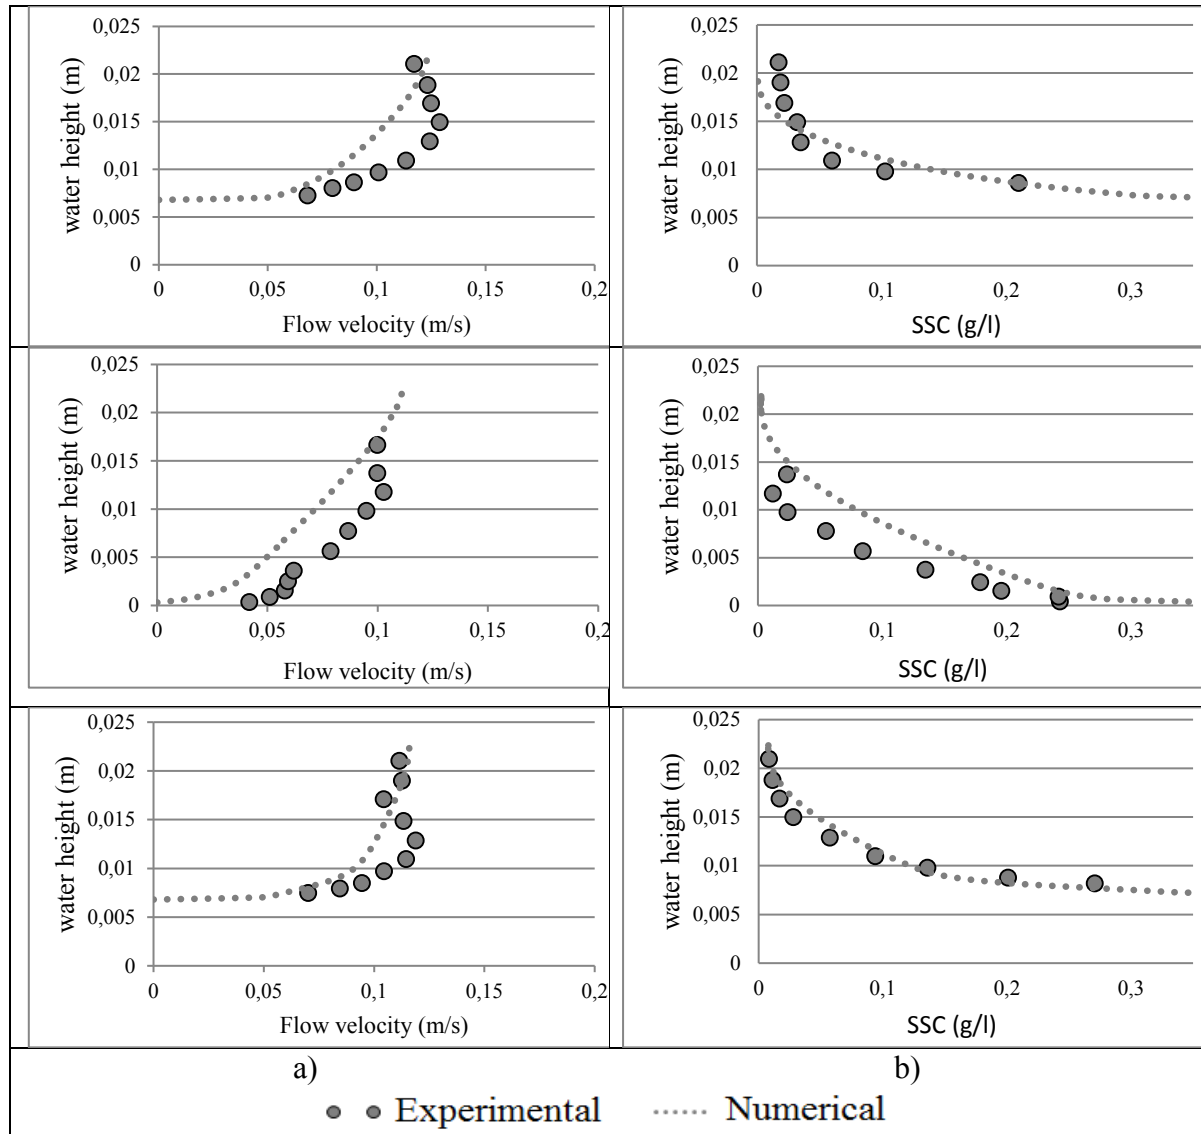 0,025
0,02
0,015
0,01
0,005
0
water height (m)
0 0,05 0,1 0,15 0,2
Flow velocity (m/s)
0,025
0,02
0,015
0,01
0,005
0
water height (m)
0 0,1 0,2 0,3
SSC (g/l)
0,025
0,02
0,015
0,01
0,005
0
water height (m)
0 0,05 0,1 0,15 0,2
Flow velocity (m/s)
0,025
0,02
0,015
0,01
0,005
0
water height (m)
0 0,1 0,2 0,3
SSC (g/l)
0,025
0,02
0,015
0,01
0,005
0
water height (m)
0 0,05 0,1 0,15 0,2
Flow velocity (m/s)
0,025
0,02
0,015
0,01
0,005
0
water height (m)
0 0,1 0,2 0,3
SSC (g/l)
a) b)
Experimental Numerical